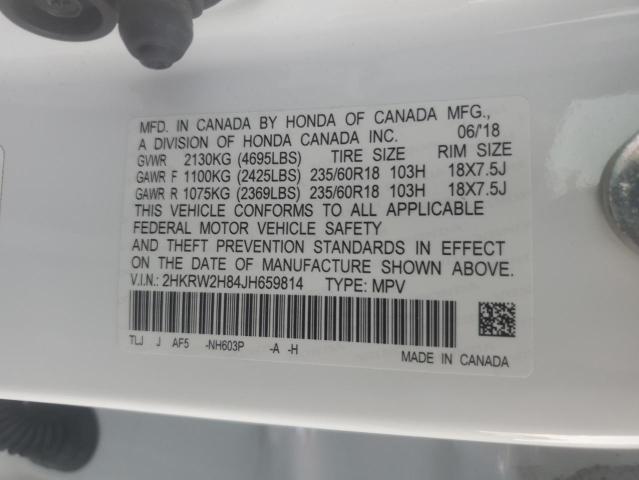 MFD. IN CANADA BY HONDA OF CANADA MFG.,
A DIVISION OF HONDA CANADA INC. 06/'18
GVWR 2130KG (4695LBS) TIRE SIZE RIM SIZE
GAWR F 1100KG (2425LBS) 235/60R18 103H 18X7.5J
GAWR R 1075KG (2369LBS) 235/60R18 103H 18X7.5J
THIS VEHICLE CONFORMS TO ALL APPLICABLE
FEDERAL MOTOR VEHICLE SAFETY
AND THEFT PREVENTION STANDARDS IN EFFECT
ON THE DATE OF MANUFACTURE SHOWN ABOVE.
V.I.N.: 2HKRW2H84JH659814 TYPE: MPV
TLJ J AF5 -NH603P -A -H
MADE IN CANADA